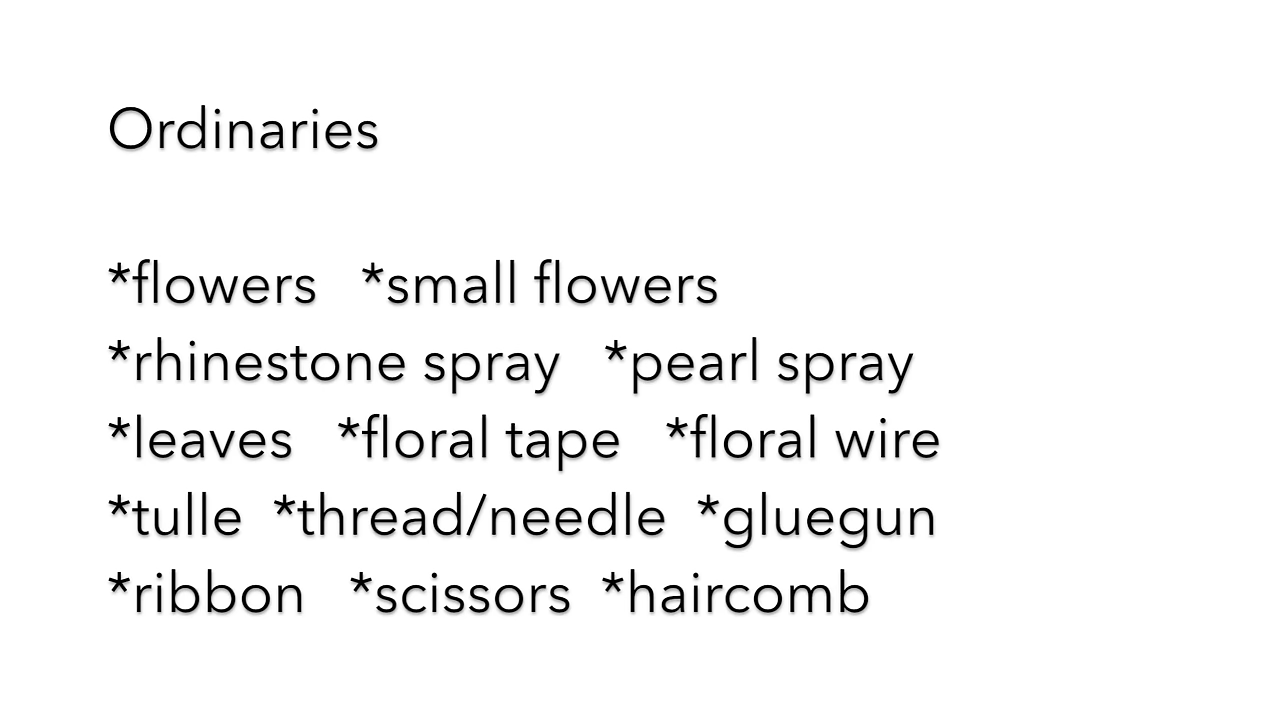 Ordinaries
*flowers   *small flowers
*rhinestone spray   *pearl spray
*leaves   *floral tape   *floral wire
*tulle  *thread/needle  *gluegun
*ribbon   *scissors  *haircomb